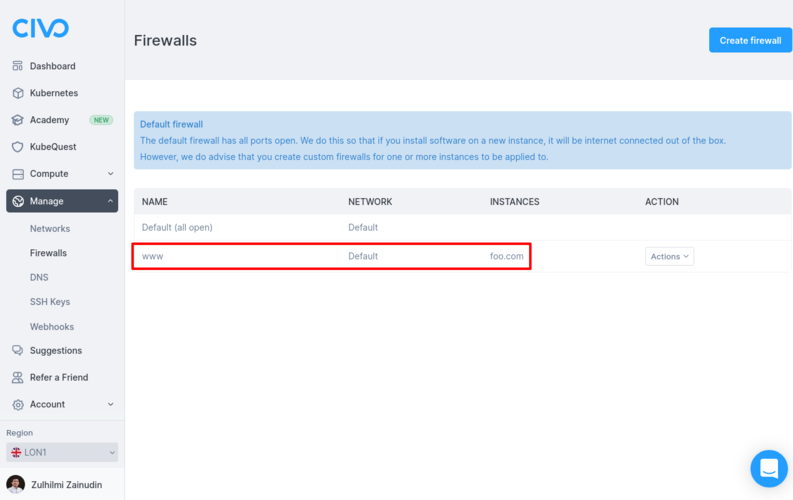 CIVO
Firewalls
Create firewall
Dashboard
Kubernetes
Academy NEW
KubeQuest
Compute
Manage
Networks
Firewalls
DNS
SSH Keys
Webhooks
Suggestions
Refer a Friend
Account
Region
LON1
Zulhilmi Zainudin
Default firewall
The default firewall has all ports open. We do this so that if you install software on a new instance, it will be internet connected out of the box.
However, we do advise that you create custom firewalls for one or more instances to be applied to.
NAME NETWORK INSTANCES ACTION
Default (all open) Default
www Default foo.com Actions